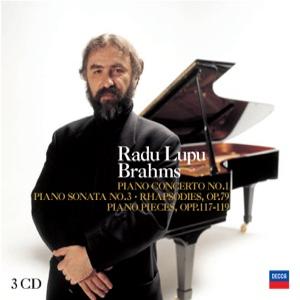 Radu Lupu
Brahms
PIANO CONCERTO NO.1
PIANO SONATA NO.3 · RHAPSODIES, OP.79
PIANO PIECES, OPP.117-119
3 CD
DECCA